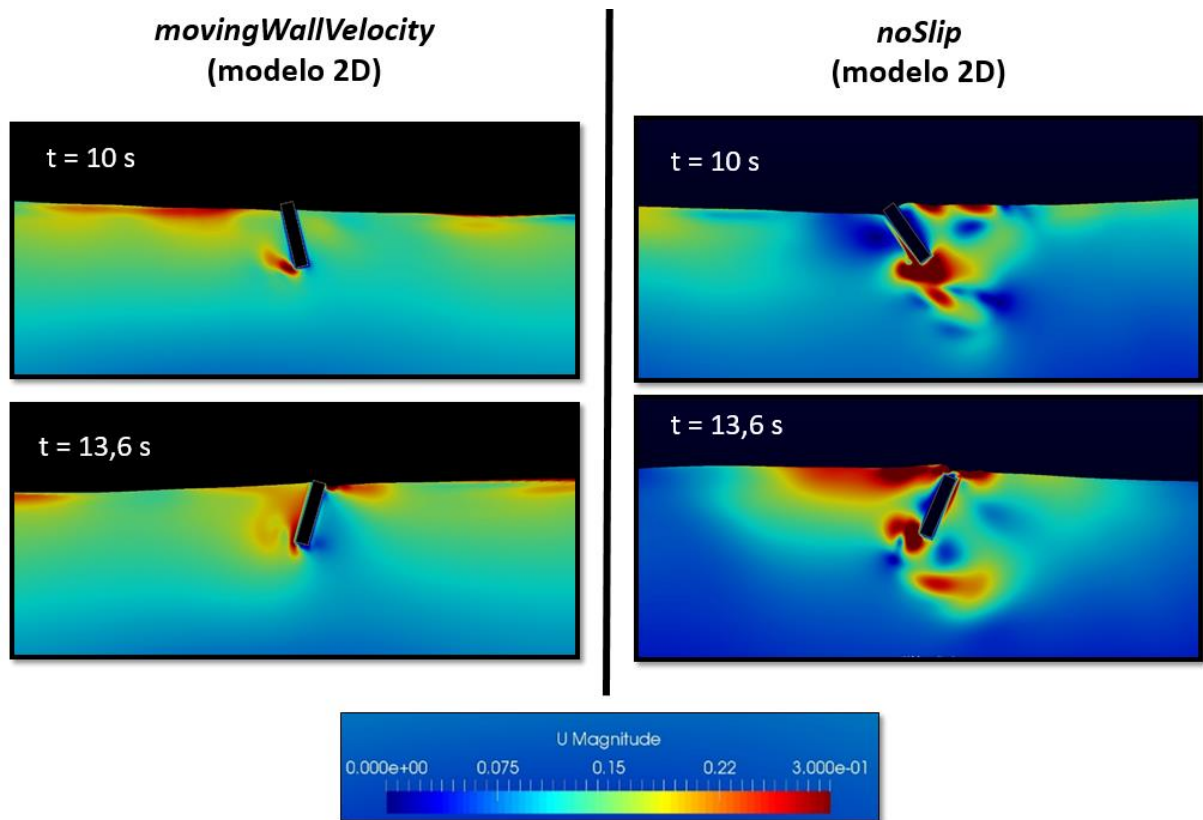 movingWallVelocity
(modelo 2D)
noSlip
(modelo 2D)
t = 10 s
t = 10 s
t = 13,6 s
t = 13,6 s
U Magnitude
0.000e+00 0.075 0.15 0.22 3.000e-01